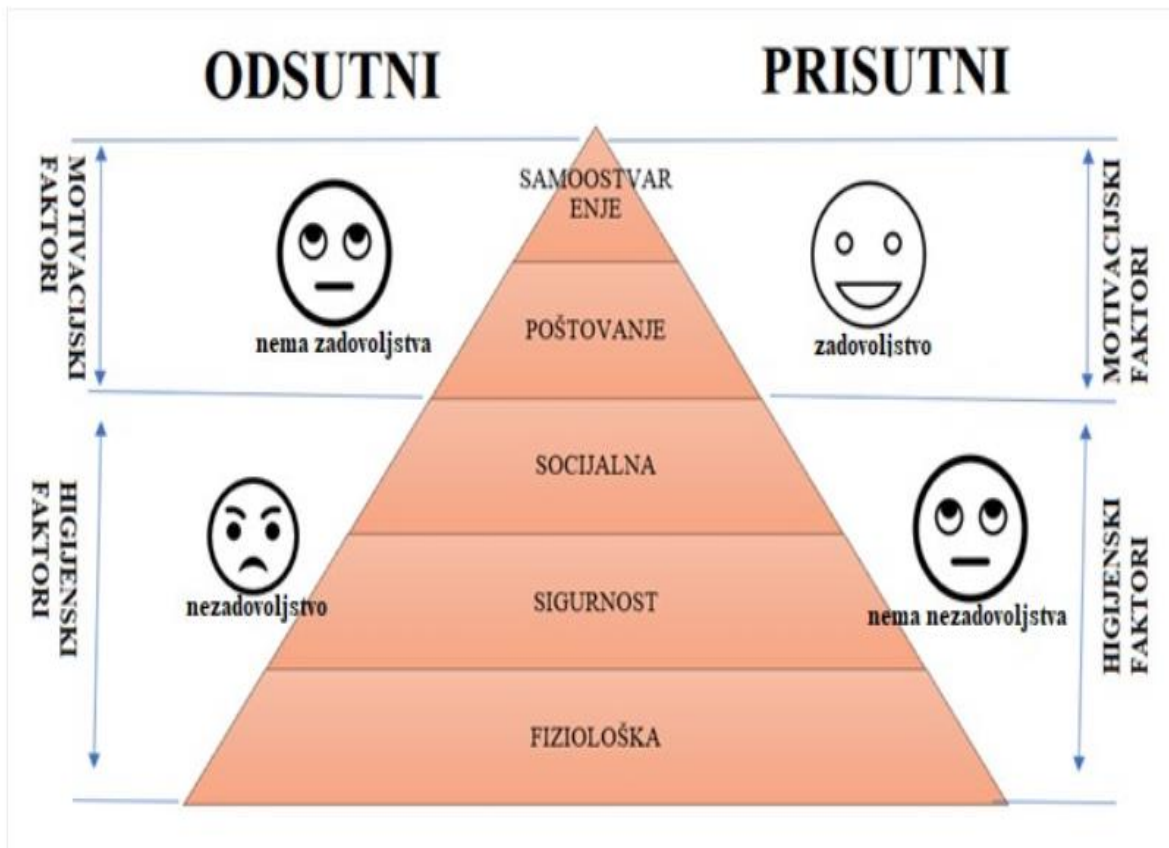 ODSUTNI
PRISUTNI
MOTIVACIJSKI
FAKTORI
SAMOOSTVAR
ENJE
nema zadovoljstva
POŠTOVANJE
zadovoljstvo
MOTIVACIJSKI
FAKTORI
HIGIJENSKI
FAKTORI
SOCIJALNA
nezadovoljstvo
SIGURNOST
nema nezadovoljstva
HIGIJENSKI
FAKTORI
FIZIOLOŠKA